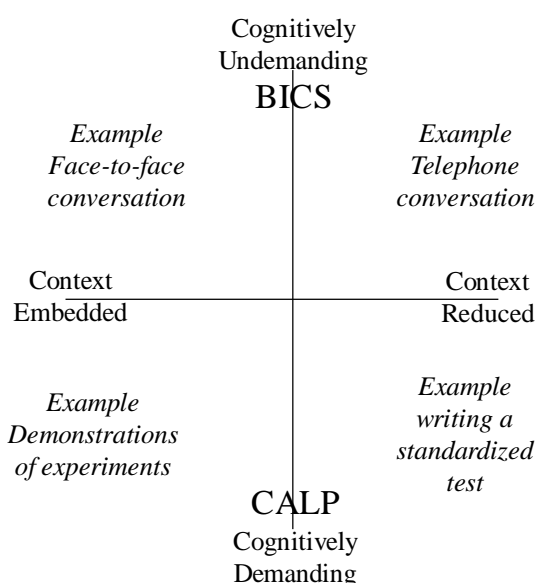 Cognitively
Undemanding
BICS
Example
Face-to-face
conversation
Example
Telephone
conversation
Context
Embedded
Context
Reduced
Example
Demonstrations
of experiments
Example
writing a
standardized
test
CALP
Cognitively
Demanding